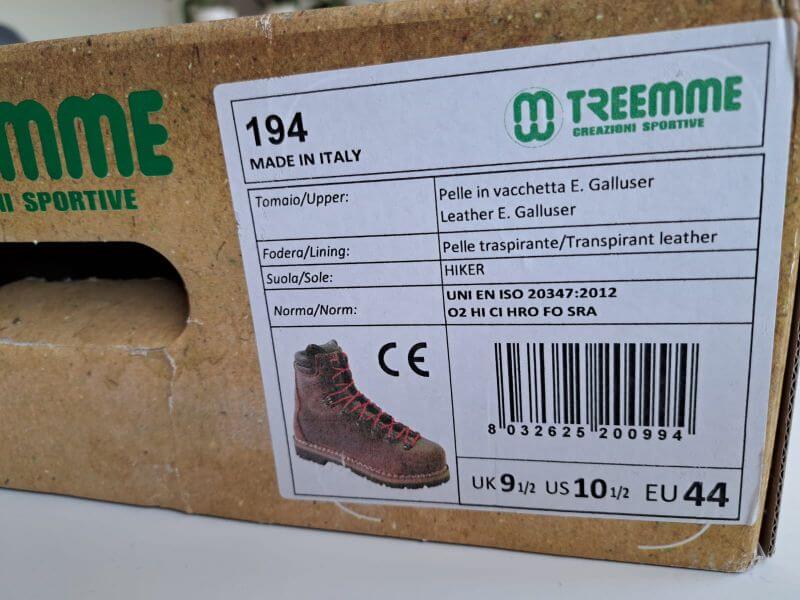 MME
I SPORTIVE
194
MADE IN ITALY
TREEMME
CREAZIONI SPORTIVE
Tomaio/Upper:
Pelle in vacchetta E. Galluser
Leather E. Galluser
Fodera/Lining:
Pelle traspirante/Transpirant leather
Suola/Sole:
HIKER
Norma/Norm:
UNI EN ISO 20347:2012
O2 HI CI HRO FO SRA
CE
8 032625 200994
UK 9 1/2 US 10 1/2 EU 44